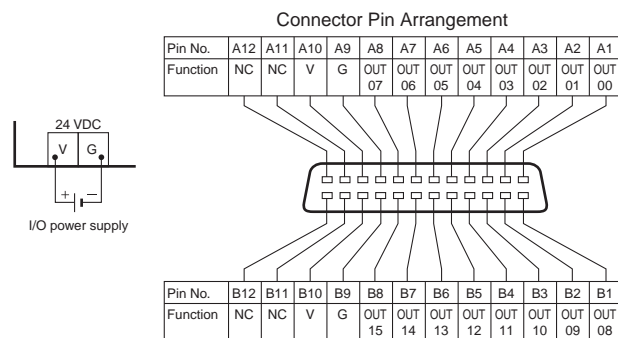 Connector Pin Arrangement
Pin No. A12 A11 A10 A9 A8 A7 A6 A5 A4 A3 A2 A1
Function NC NC V G OUT 07 OUT 06 OUT 05 OUT 04 OUT 03 OUT 02 OUT 01 OUT 00
24 VDC
V G
+ −
I/O power supply
Pin No. B12 B11 B10 B9 B8 B7 B6 B5 B4 B3 B2 B1
Function NC NC V G OUT 15 OUT 14 OUT 13 OUT 12 OUT 11 OUT 10 OUT 09 OUT 08